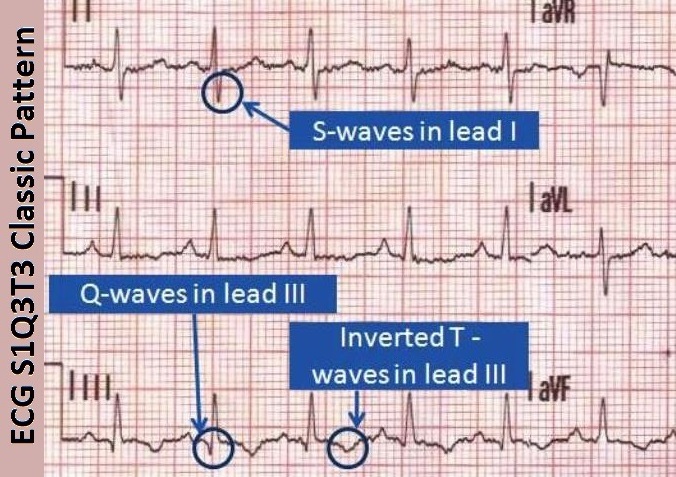 ECG S1Q3T3 Classic Pattern
I
aVR
S-waves in lead I
II
aVL
Q-waves in lead III
Inverted T -
waves in lead III
III
aVF